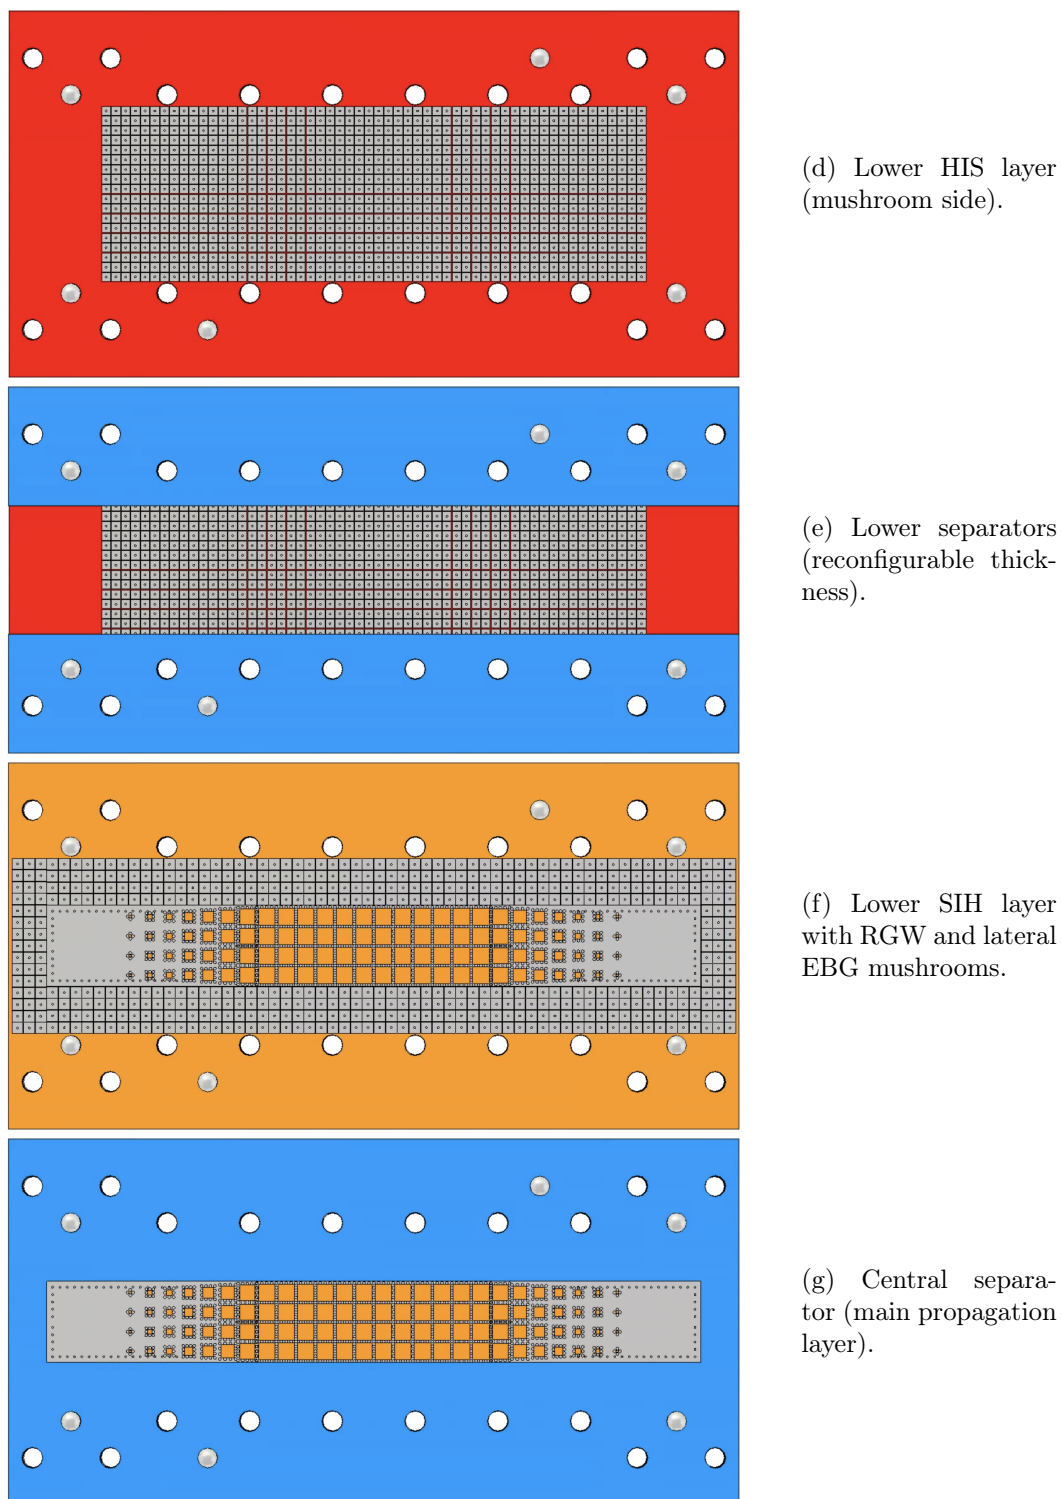 (d) Lower HIS layer
(mushroom side).
(e) Lower separators
(reconfigurable thick-
ness).
(f) Lower SIH layer
with RGW and lateral
EBG mushrooms.
(g) Central separa-
tor (main propagation
layer).